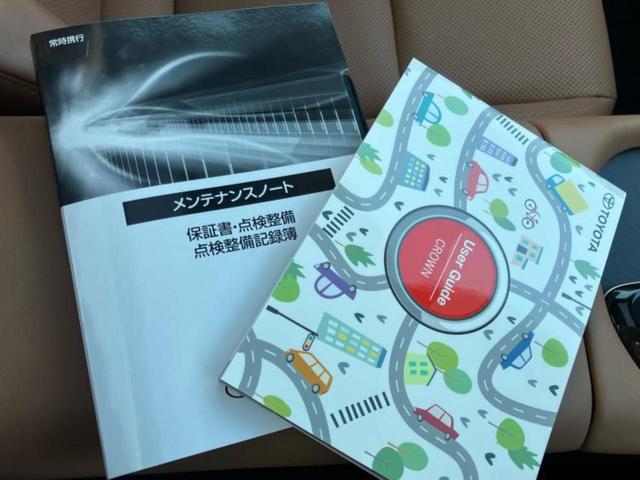 常時携行
メンテナンスノート
保証書・点検整備
点検整備記録簿
TOYOTA
User Guide
CROWN